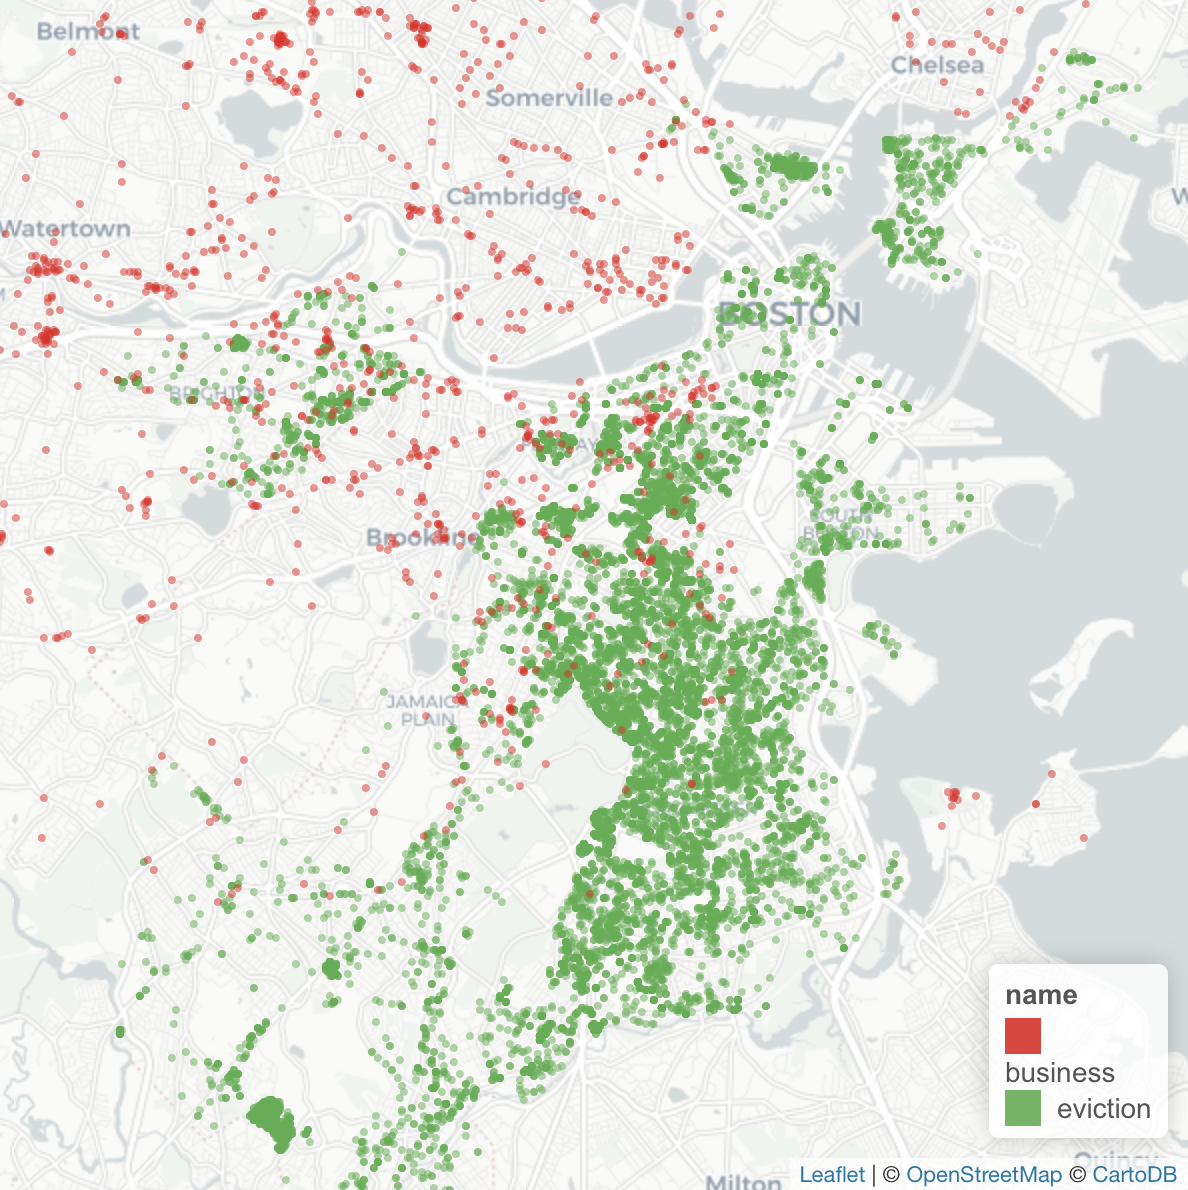 Belmont
Chelsea
Somerville
Cambridge
Watertown
W
BOSTON
BRIGHTON
Brookline
SOUTH
BOSTON
JAMAICA
PLAIN
name
business
eviction
Quincy
Milton
Leaflet | © OpenStreetMap © CartoDB